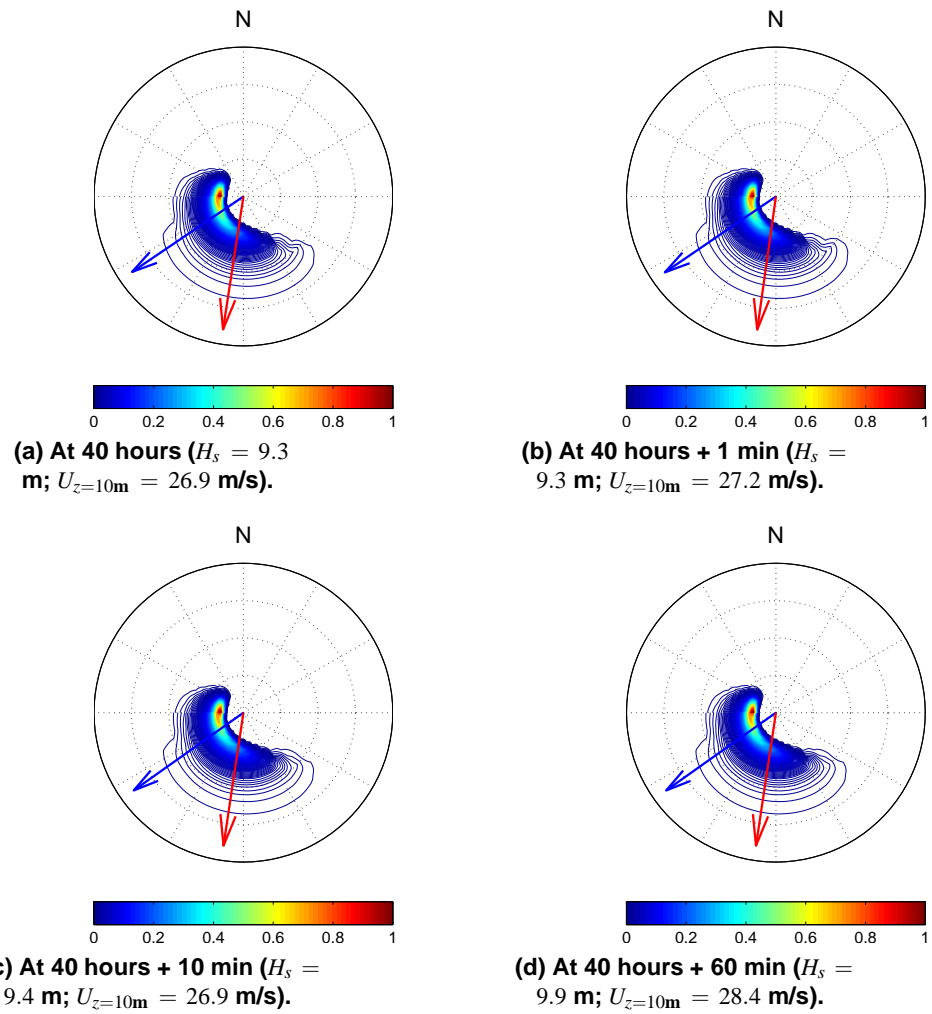 N
N
0 0.2 0.4 0.6 0.8 1
0 0.2 0.4 0.6 0.8 1
(a) At 40 hours (Hs = 9.3
m; Uz=10m = 26.9 m/s).
(b) At 40 hours + 1 min (Hs =
9.3 m; Uz=10m = 27.2 m/s).
N
N
0 0.2 0.4 0.6 0.8 1
0 0.2 0.4 0.6 0.8 1
c) At 40 hours + 10 min (Hs =
9.4 m; Uz=10m = 26.9 m/s).
(d) At 40 hours + 60 min (Hs =
9.9 m; Uz=10m = 28.4 m/s).